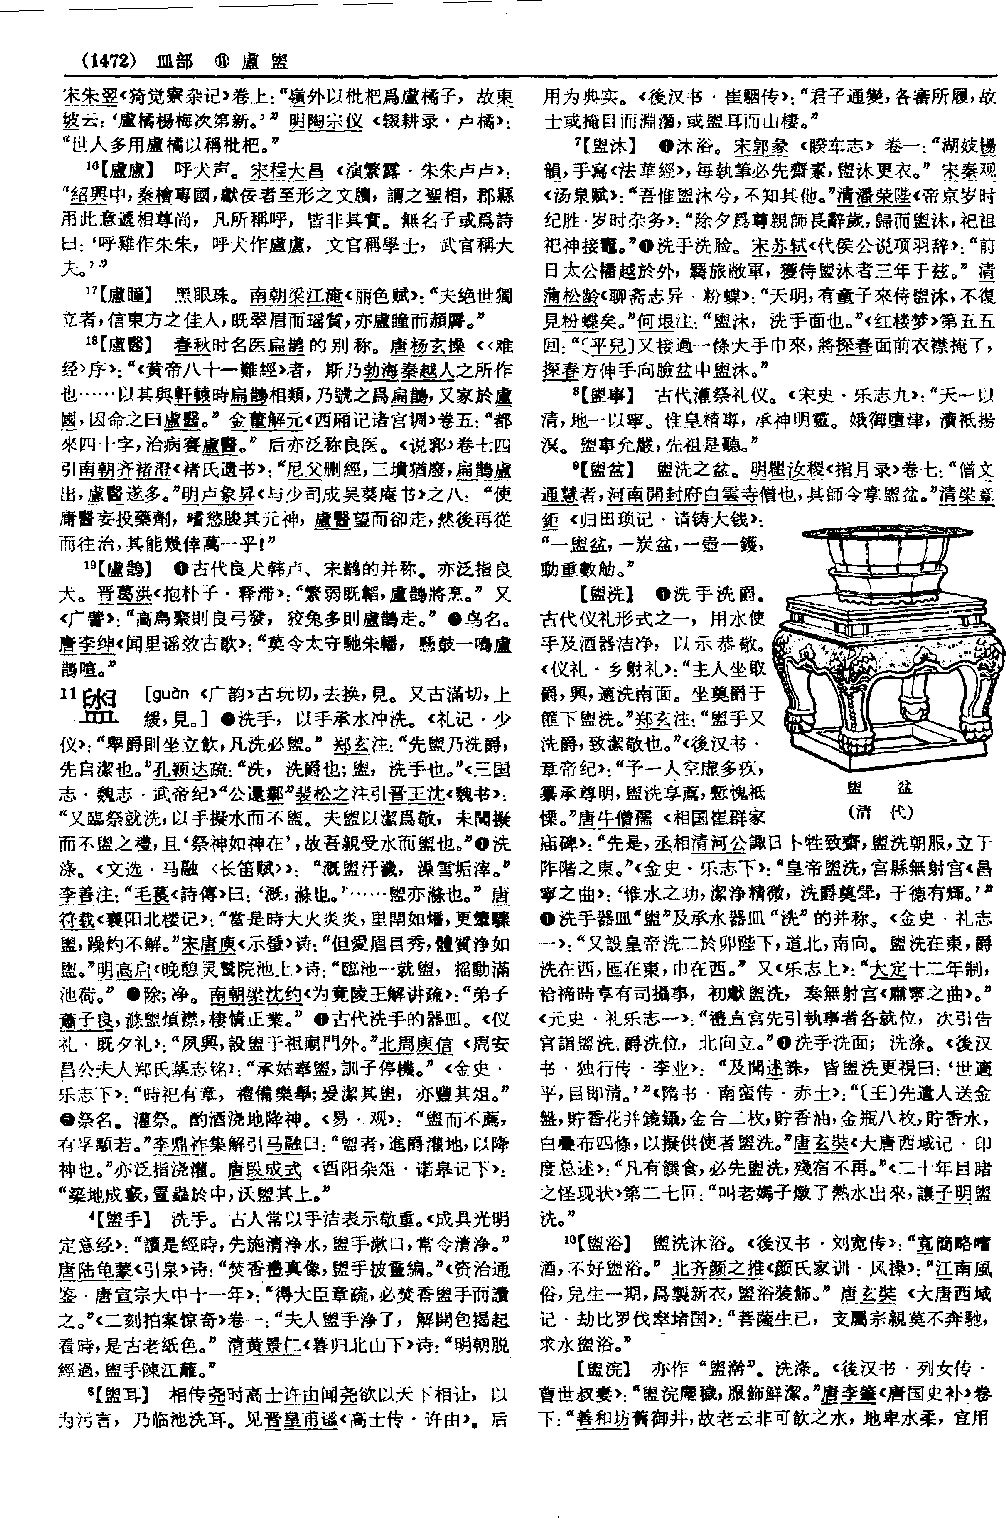 (1472) 皿部 ⑪ 盧 盥
宋朱翌《猗觉寮杂记》卷上：“嶺外以枇杷爲盧橘子，故東
坡云：‘盧橘楊梅次第新。’” 明陶宗仪《辍耕录·卢橘》：
“世人多用盧橘以稱枇杷。”
¹⁶【盧盧】 呼犬声。宋程大昌《演繁露·朱朱卢卢》：
“紹興中，秦檜專國，獻佞者至形之文牘，謂之聖相，郡縣
用此意遞相尊尚，凡所稱呼，皆非其實。無名子或爲詩
曰：‘呼雞作朱朱，呼犬作盧盧，文官稱學士，武官稱大
夫。’”
¹⁷【盧瞳】 黑眼珠。南朝梁江淹《丽色赋》：“夫绝世獨
立者，信東方之佳人，既翠眉而瑶質，亦盧瞳而頳脣。”
¹⁸【盧醫】 春秋时名医扁鹊的别称。唐杨玄操《〈难
经〉序》：“《黄帝八十一難經》者，斯乃勃海秦越人之所作
也……以其與軒轅時扁鵲相類，乃號之爲扁鵲，又家於盧
國，因命之曰盧醫。” 金董解元《西厢记诸宫调》卷五：“都
來四十字，治病賽盧醫。” 后亦泛称良医。《说郛》卷七四
引南朝齐褚澄《褚氏遗书》：“尼父删經，三墳猶廢，扁鵲盧
出，盧醫遂多。”明卢象昇《与少司成吴葵庵书》之八：“使
庸醫妄投藥劑，嗜慾朘其元神，盧醫望而卻走，然後再從
而往治，其能幾倖萬一乎！”
¹⁹【盧鹊】 ❶古代良犬韩卢、宋鹊的并称。亦泛指良
犬。晋葛洪《抱朴子·释滞》：“繁弱既韜，盧鵲將烹。” 又
《广譬》：“高鳥聚則良弓發，狡兔多則盧鵲走。” ❷鸟名。
唐李绅《闻里谣效古歌》：“莫令太守馳朱轓，懸鼓一鳴盧
鵲喧。”
11盥 [guàn 《广韵》古玩切，去换，見。又古滿切，上
缓，見。] ❶洗手，以手承水冲洗。《礼记·少
仪》：“舉爵則坐立飲，凡洗必盥。” 郑玄注：“先盥乃洗爵，
先自潔也。”孔颖达疏：“洗，洗爵也；盥，洗手也。”《三国
志·魏志·武帝纪》“公還鄴”裴松之注引晋王沈《魏书》：
“又臨祭就洗，以手擬水而不盥。夫盥以潔爲敬，未聞擬
而不盥之禮，且‘祭神如神在’，故吾親受水而盥也。”❷洗
涤。《文选·马融〈长笛赋〉》：“溉盥汙濊，澡雪垢滓。”
李善注：“毛萇《詩傳》曰：‘溉，滌也。’……盥亦滌也。” 唐
符载《襄阳北楼记》：“當是時大火炎炎，里閈如燔，更
盥，躁灼不解。”宋唐庚《示螢》诗：“但愛眉目秀，體質净如
盥。”明高启《晚憩灵鹫院池上》诗：“臨池一就盥，摇動滿
池荷。” ❸除；净。南朝梁沈约《为竟陵王解讲疏》：“弟子
蕭子良，滌盥煩襟，棲情正業。” ❹古代洗手的器皿。《仪
礼·既夕礼》：“夙興，設盥于祖廟門外。”北周庾信《周安
昌公夫人郑氏墓志铭》：“承姑奉盥，訓子停機。” 《金史·
乐志下》：“時祀有章，禮備樂舉；爰潔其盥，亦豐其俎。”
❺祭名。灌祭。酌酒浇地降神。《易·观》：“盥而不薦，
有孚顒若。”李鼎祚集解引马融曰：“盥者，進爵灌地，以降
神也。”亦泛指浇灌。唐段成式《酉阳杂俎·诺皋记下》：
“築地成竅，置蝨於中，沃盥其上。”
⁴【盥手】 洗手。古人常以手洁表示敬重。《成具光明
定意经》：“讀是經時，先施清净水，盥手漱口，常令清净。”
唐陆龟蒙《引泉》诗：“焚香禮真像，盥手披靈編。”《资治通
鉴·唐宣宗大中十一年》：“得大臣章疏，必焚香盥手而讀
之。”《二刻拍案惊奇》卷一：“夫人盥手净了，解開包揭起
看時，是古老紙色。” 清黄景仁《暮归北山下》诗：“明朝脱
經過，盥手陳江蘺。”
⁵【盥耳】 相传尧时高士许由闻尧欲以天下相让，以
为污言，乃临池洗耳。见晋皇甫谧《高士传·许由》。后
用为典实。《後汉书·崔駰传》：“君子通變，各審所履，故
士或掩目而淵潛，或盥耳而山棲。”
⁷【盥沐】 ❶沐浴。宋郭彖《睽车志》卷一：“湖妓楊
韻，手寫《法華經》，每執筆必先齋素，盥沐更衣。” 宋秦观
《汤泉赋》：“吾惟盥沐兮，不知其他。”清潘荣陛《帝京岁时
纪胜·岁时杂务》：“除夕爲尊親師長辭歲，歸而盥沐，祀祖
祀神接竈。”❷洗手洗脸。宋苏轼《代侯公说项羽辞》：“前
日太公播越於外，羈旅敝軍，獲侍盥沐者三年于兹。” 清
蒲松龄《聊斋志异·粉蝶》：“天明，有童子來侍盥沐，不復
見粉蝶矣。”何垠注：“盥沐，洗手面也。”《红楼梦》第五五
回：“〔平兒〕又接過一條大手巾來，將探春面前衣襟掩了，
探春方伸手向臉盆中盥沐。”
⁸【盥事】 古代灌祭礼仪。《宋史·乐志九》：“天一以
清，地一以寧。惟皇精專，承神明靈。娥御䧏津，瀆祇揚
溟。盥事允嚴，先祖是聽。”
⁹【盥盆】 盥洗之盆。明瞿汝稷《指月录》卷七：“僧文
通慧者，河南開封府白雲寺僧也，其師令掌盥盆。”清梁章
鉅《归田琐记·请铸大钱》：
“一盥盆，一炭盆，一壺一鑊，
動重數觔。”
【盥洗】 ❶洗手洗爵。
古代仪礼形式之一，用水使
手及酒器洁净，以示恭敬。
《仪礼·乡射礼》：“主人坐取
爵，興，適洗南面。坐奠爵于
篚下盥洗。”郑玄注：“盥手又
洗爵，致潔敬也。”《後汉书·
章帝纪》：“予一人空虚多疚，
纂承尊明，盥洗享薦，慙愧祗
慄。”唐牛僧孺《相国崔群家
庙碑》：“先是，丞相清河公諏日卜牲致齋，盥洗朝服，立于
阼階之東。”《金史·乐志下》：“皇帝盥洗，宫縣無射宫《昌
寧之曲》：‘惟水之功，潔净精微，洗爵奠斝，于德有輝。’”
❷洗手器皿“盥”及承水器皿“洗”的并称。《金史·礼志
一》：“又設皇帝洗二於卯陛下，道北，南向。盥洗在東，爵
洗在西，匜在東，巾在西。” 又《乐志上》：“大定十二年制，
祫禘時享有司攝事，初獻盥洗，奏無射宫《肅寧之曲》。”
《元史·礼乐志一》：“禮直官先引執事者各就位，次引告
官詣盥洗、爵洗位，北向立。”❸洗手洗面；洗涤。《後汉
书·独行传·李业》：“及聞述誅，皆盥洗更視曰：‘世適
平，目即清。’”《隋书·南蛮传·赤土》：“〔王〕先遣人送金
盤，貯香花并鏡鑷，金合二枚，貯香油，金瓶八枚，貯香水，
白疊布四條，以擬供使者盥洗。”唐玄奘《大唐西域记·印
度总述》：“凡有饌食，必先盥洗，殘宿不再。”《二十年目睹
之怪现状》第二七回：“叫老媽子燉了熱水出來，讓子明盥
洗。”
¹⁰【盥浴】 盥洗沐浴。《後汉书·刘宽传》：“寬簡略嗜
酒，不好盥浴。” 北齐颜之推《颜氏家训·风操》：“江南風
俗，兒生一期，爲製新衣，盥浴裝飾。” 唐玄奘《大唐西域
记·劫比罗伐窣堵国》：“菩薩生已，支屬宗親莫不奔馳，
求水盥浴。”
【盥浣】 亦作“盥澣”。洗涤。《後汉书·列女传·
曹世叔妻》：“盥浣塵穢，服飾鮮潔。”唐李肇《唐国史补》卷
下：“善和坊舊御井，故老云非可飲之水，地卑水柔，宜用
盥 盆
(清 代)